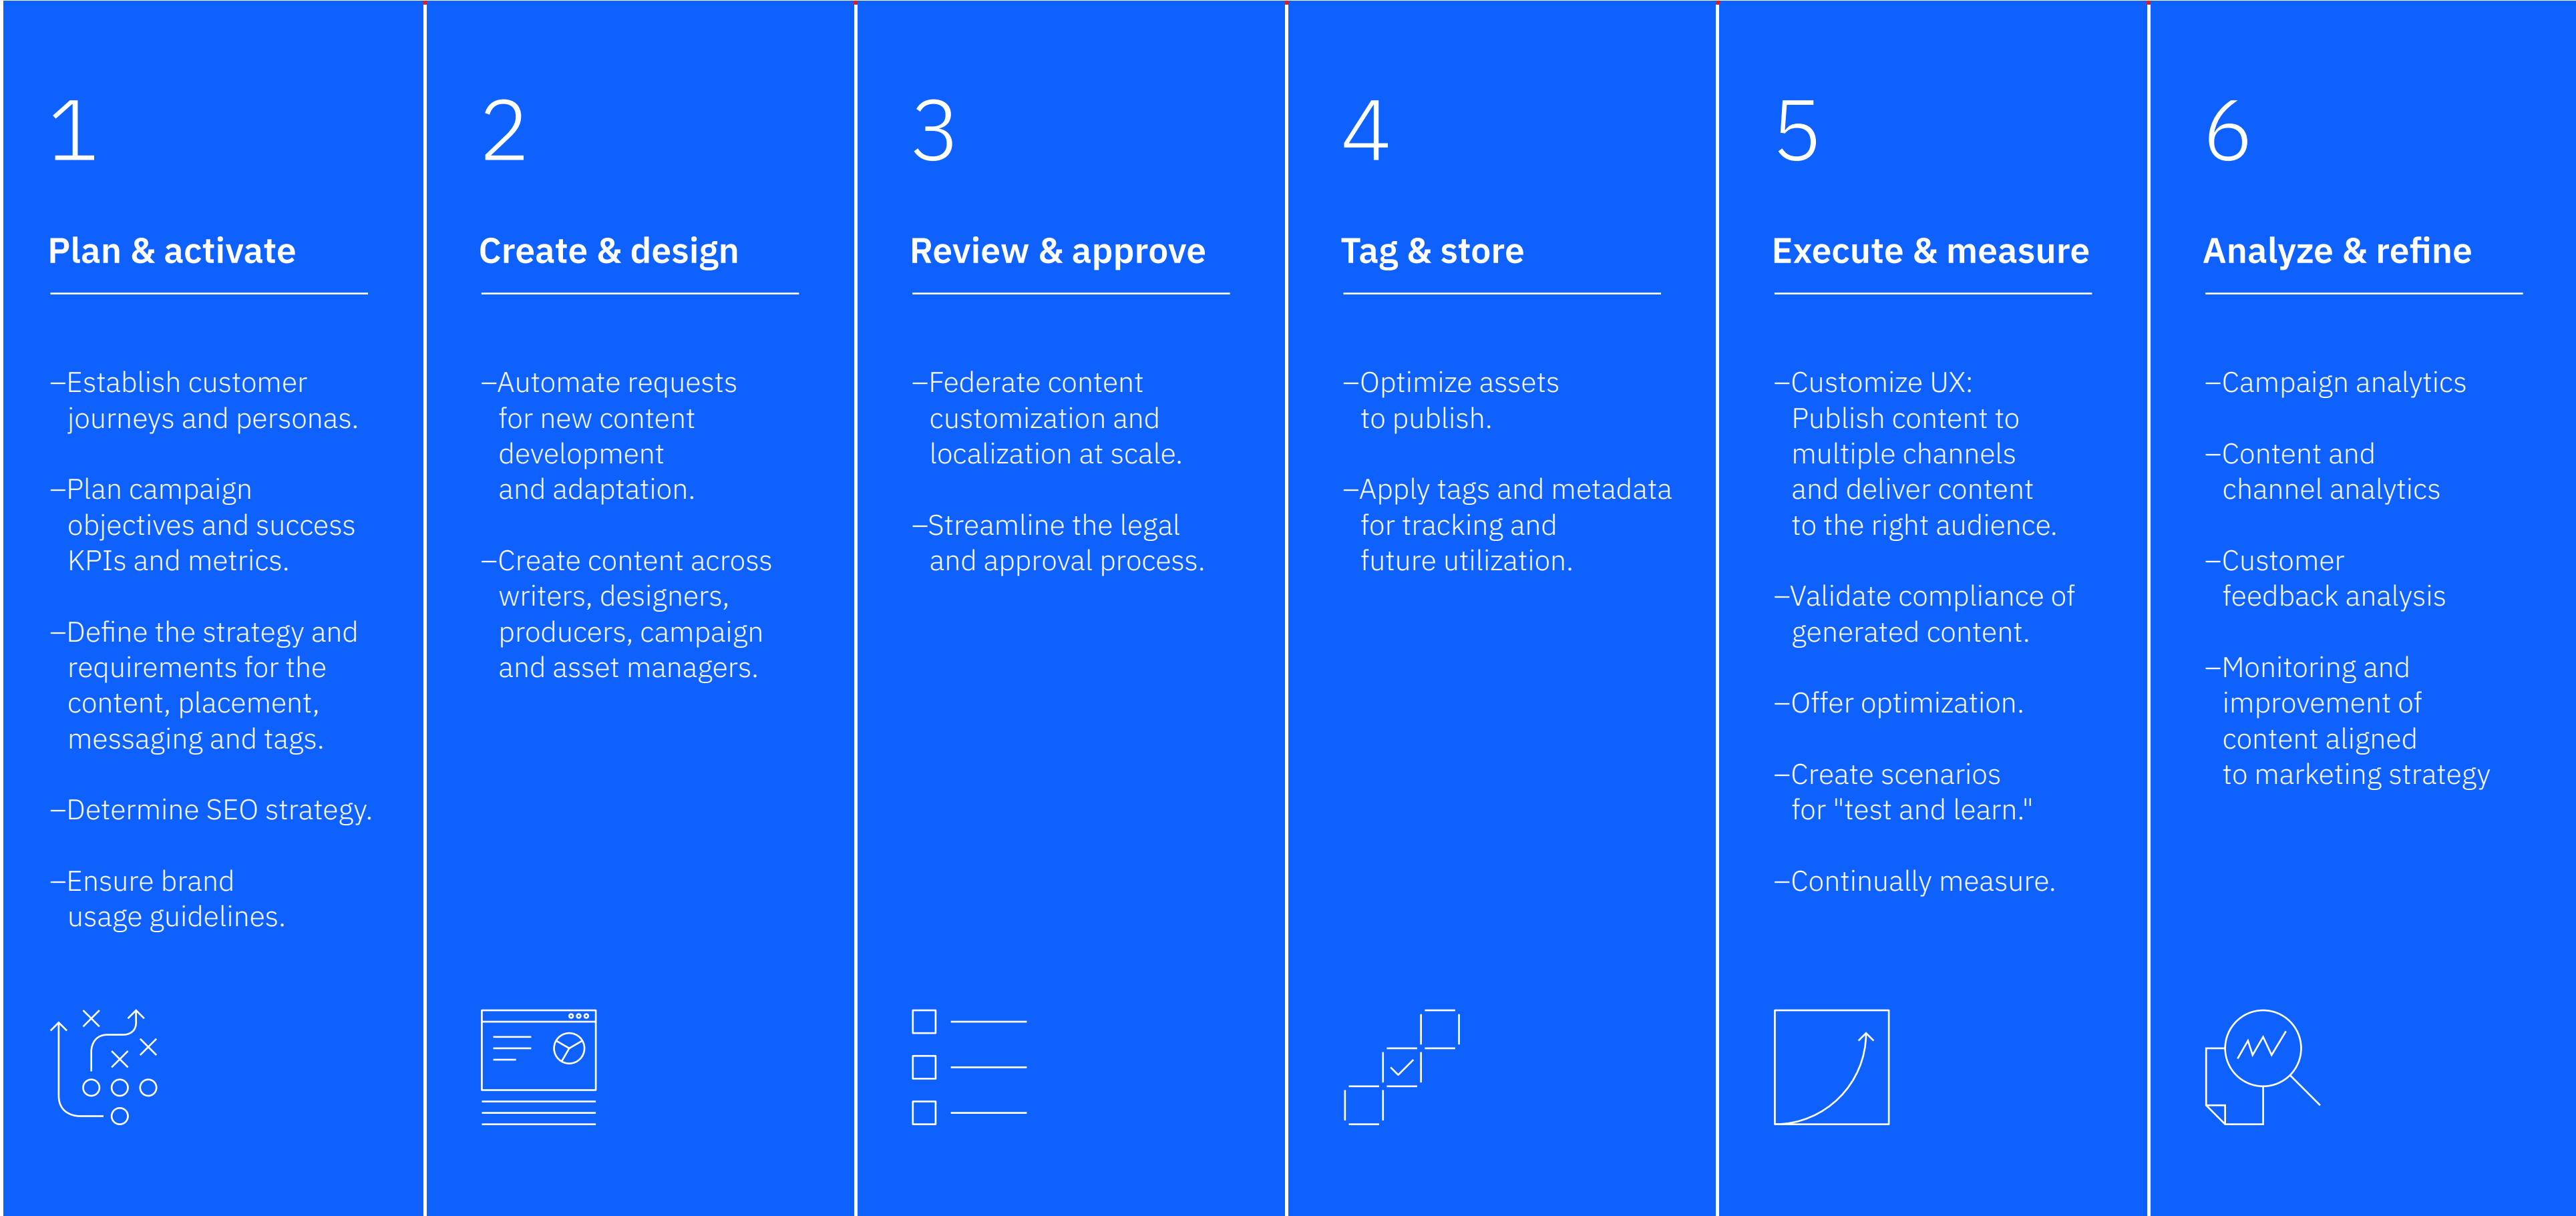 1
Plan & activate
–Establish customer
journeys and personas.
–Plan campaign
objectives and success
KPIs and metrics.
–Define the strategy and
requirements for the
content, placement,
messaging and tags.
–Determine SEO strategy.
–Ensure brand
usage guidelines.
2
Create & design
–Automate requests
for new content
development
and adaptation.
–Create content across
writers, designers,
producers, campaign
and asset managers.
3
Review & approve
–Federate content
customization and
localization at scale.
–Streamline the legal
and approval process.
4
Tag & store
–Optimize assets
to publish.
–Apply tags and metadata
for tracking and
future utilization.
5
Execute & measure
–Customize UX:
Publish content to
multiple channels
and deliver content
to the right audience.
–Validate compliance of
generated content.
–Offer optimization.
–Create scenarios
for "test and learn."
–Continually measure.
6
Analyze & refine
–Campaign analytics
–Content and
channel analytics
–Customer
feedback analysis
–Monitoring and
improvement of
content aligned
to marketing strategy